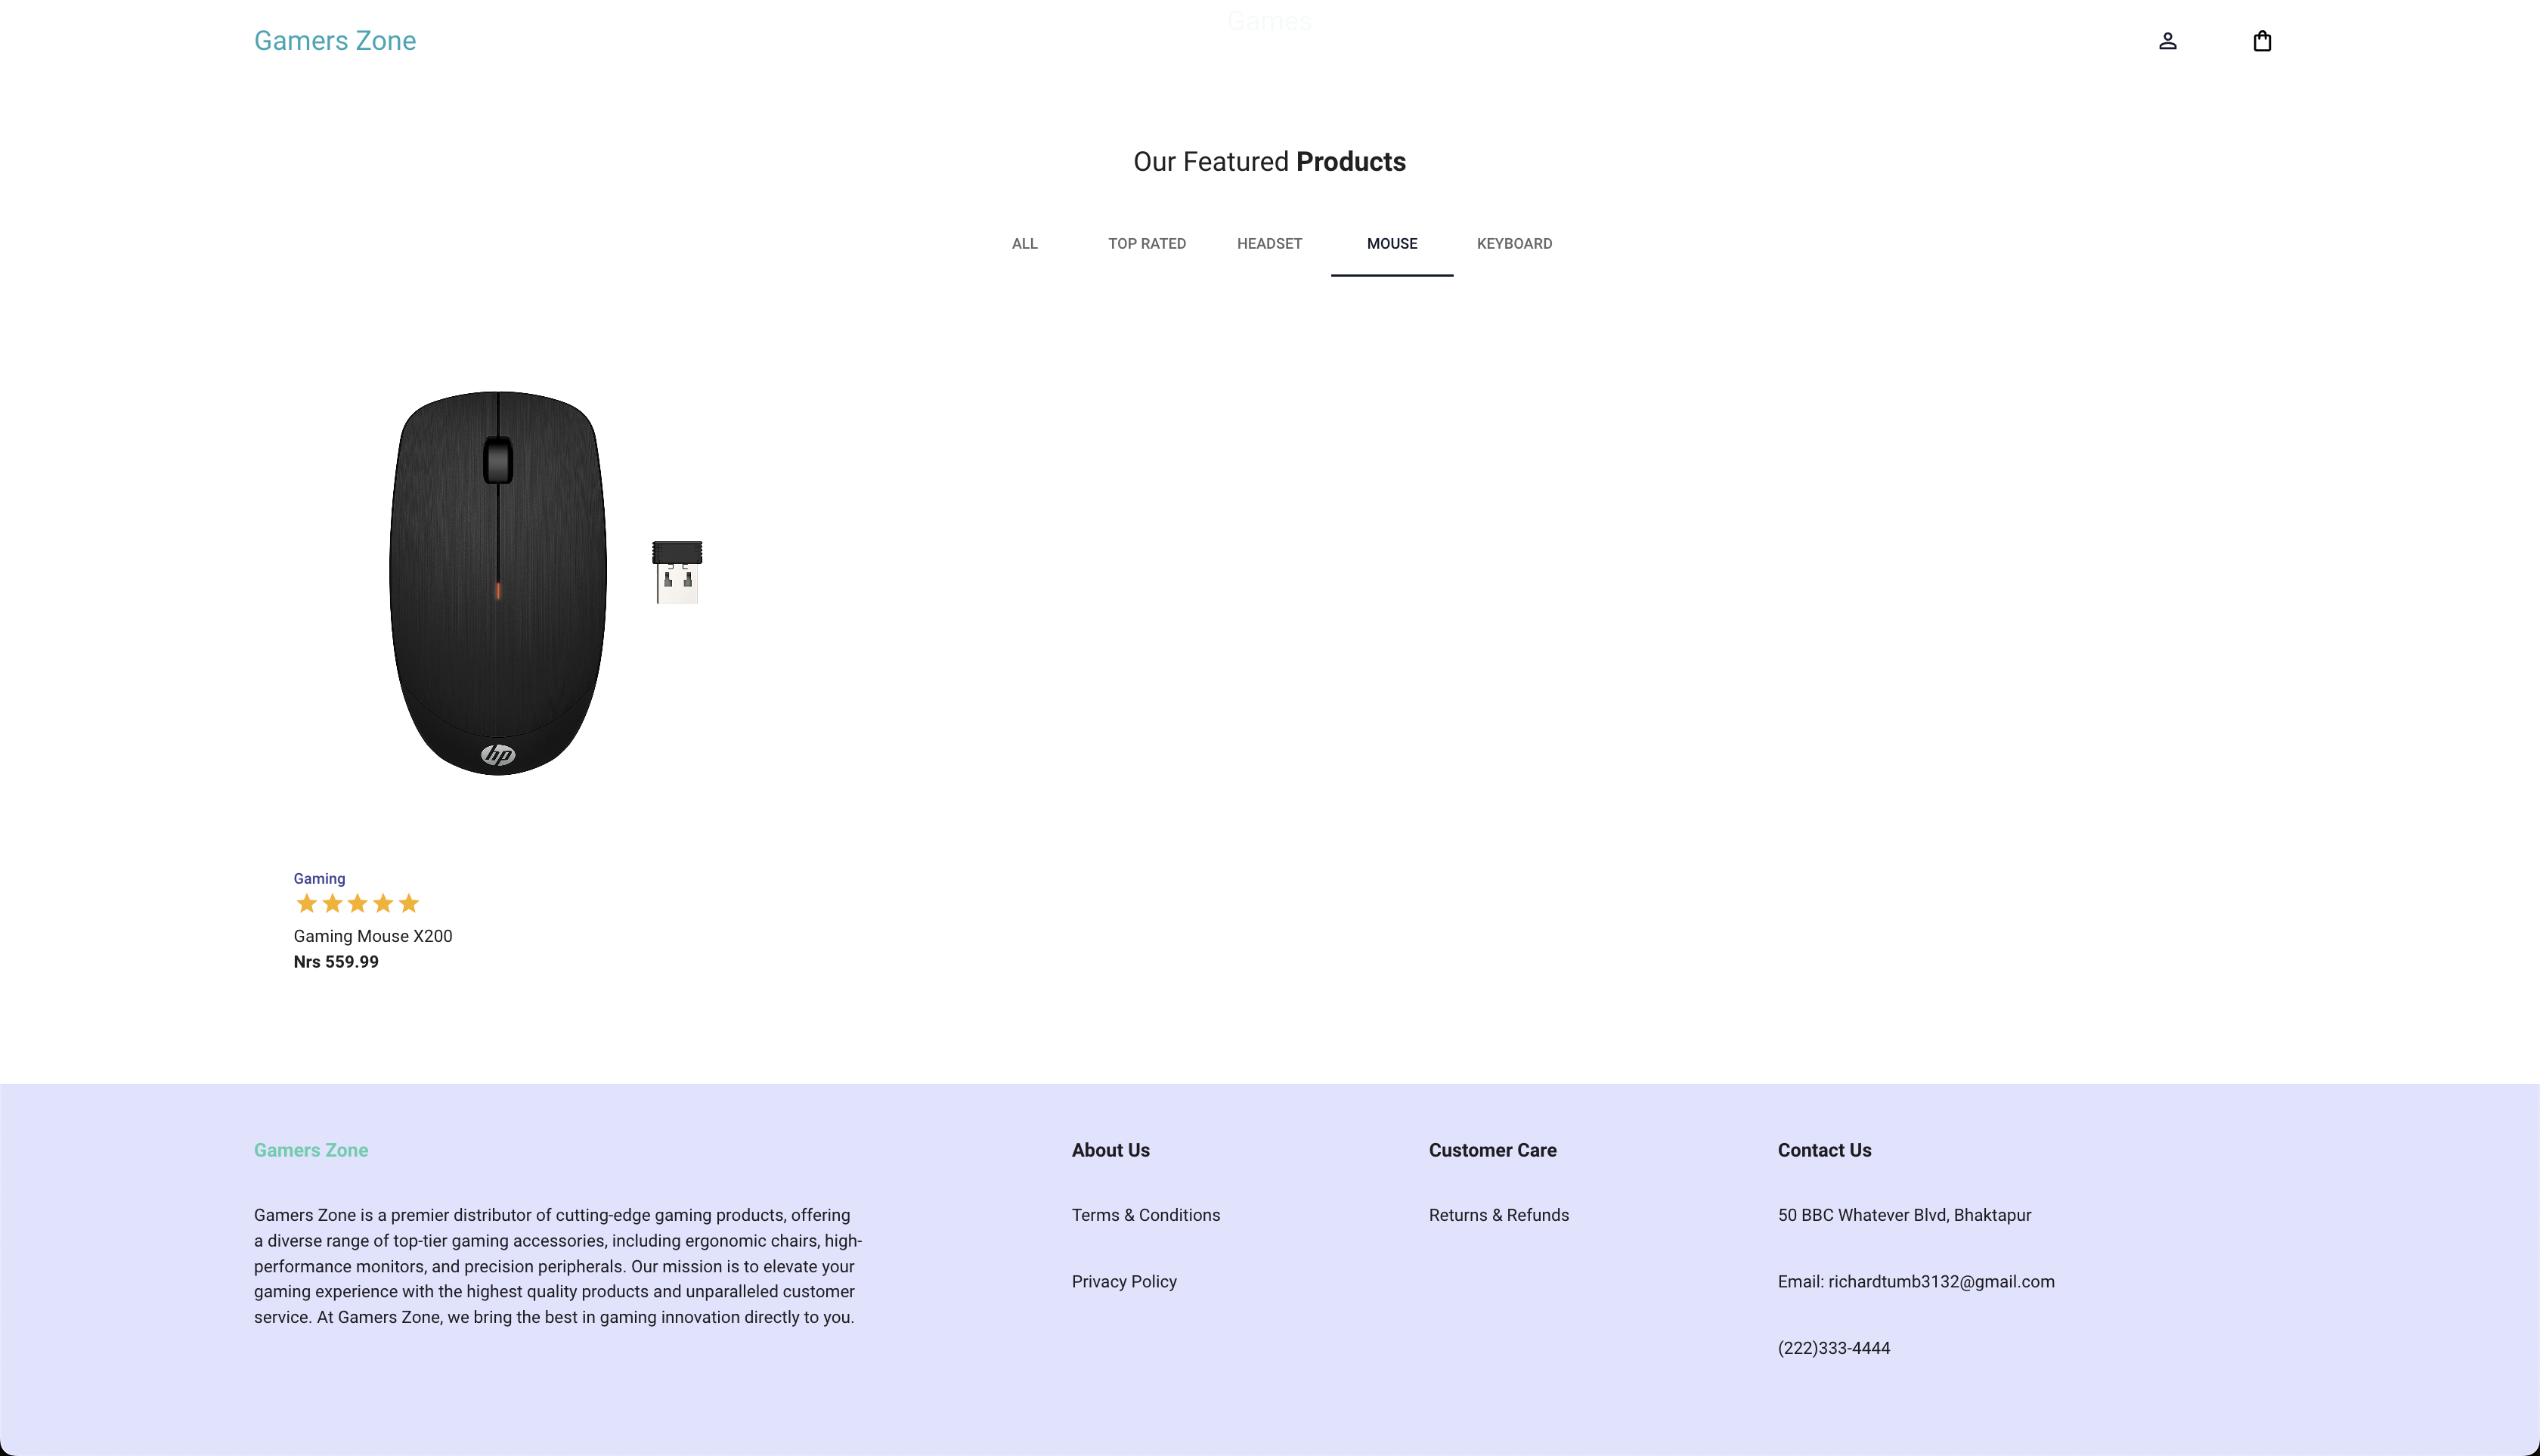 Games
Gamers Zone
Our Featured Products
ALL TOP RATED HEADSET MOUSE KEYBOARD
hp
Gaming
Gaming Mouse X200
Nrs 559.99
Gamers Zone
Gamers Zone is a premier distributor of cutting-edge gaming products, offering
a diverse range of top-tier gaming accessories, including ergonomic chairs, high-
performance monitors, and precision peripherals. Our mission is to elevate your
gaming experience with the highest quality products and unparalleled customer
service. At Gamers Zone, we bring the best in gaming innovation directly to you.
About Us
Terms & Conditions
Privacy Policy
Customer Care
Returns & Refunds
Contact Us
50 BBC Whatever Blvd, Bhaktapur
Email: richardtumb3132@gmail.com
(222)333-4444